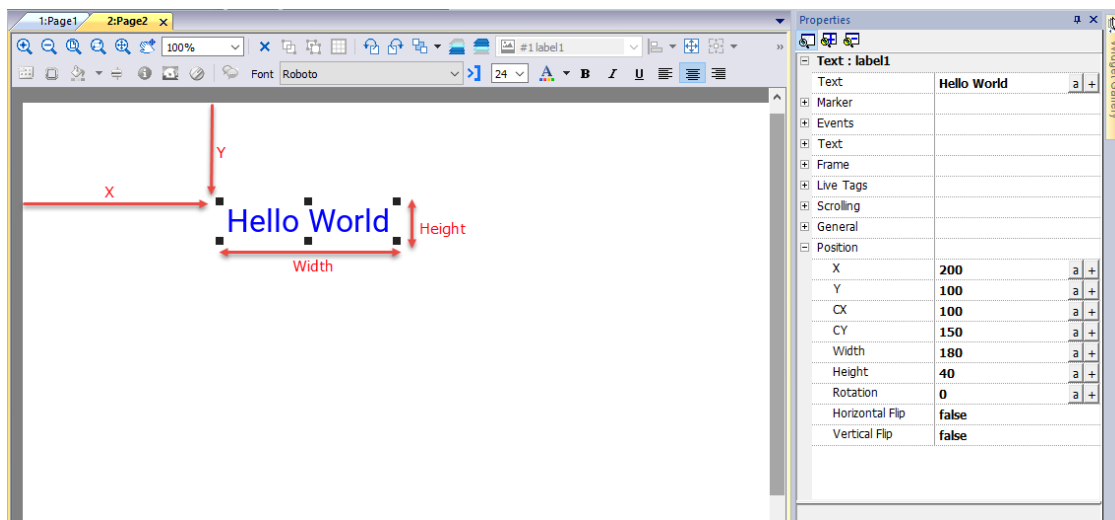 1:Page1 2:Page2 Properties
100% #1 label1 »
Font Roboto 24 A B I U
Text : label1
Text Hello World a +
Marker
Events
Text
Frame
Live Tags
Scrolling
General
Position
X 200 a +
Y 100 a +
CX 100 a +
CY 150 a +
Width 180 a +
Height 40 a +
Rotation 0 a +
Horizontal Flip false
Vertical Flip false
Y
X
Hello World
Height
Width
Widget Gallery